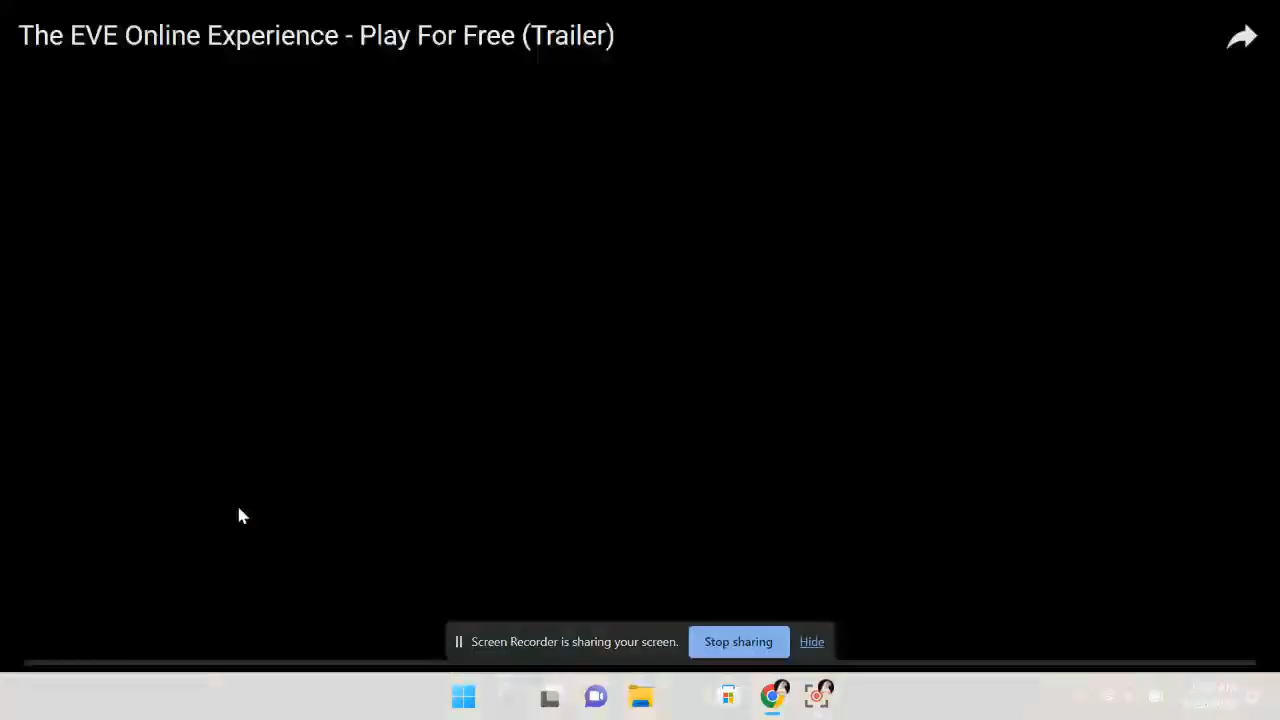 The EVE Online Experience - Play For Free (Trailer)
Screen Recorder is sharing your screen. Stop sharing Hide